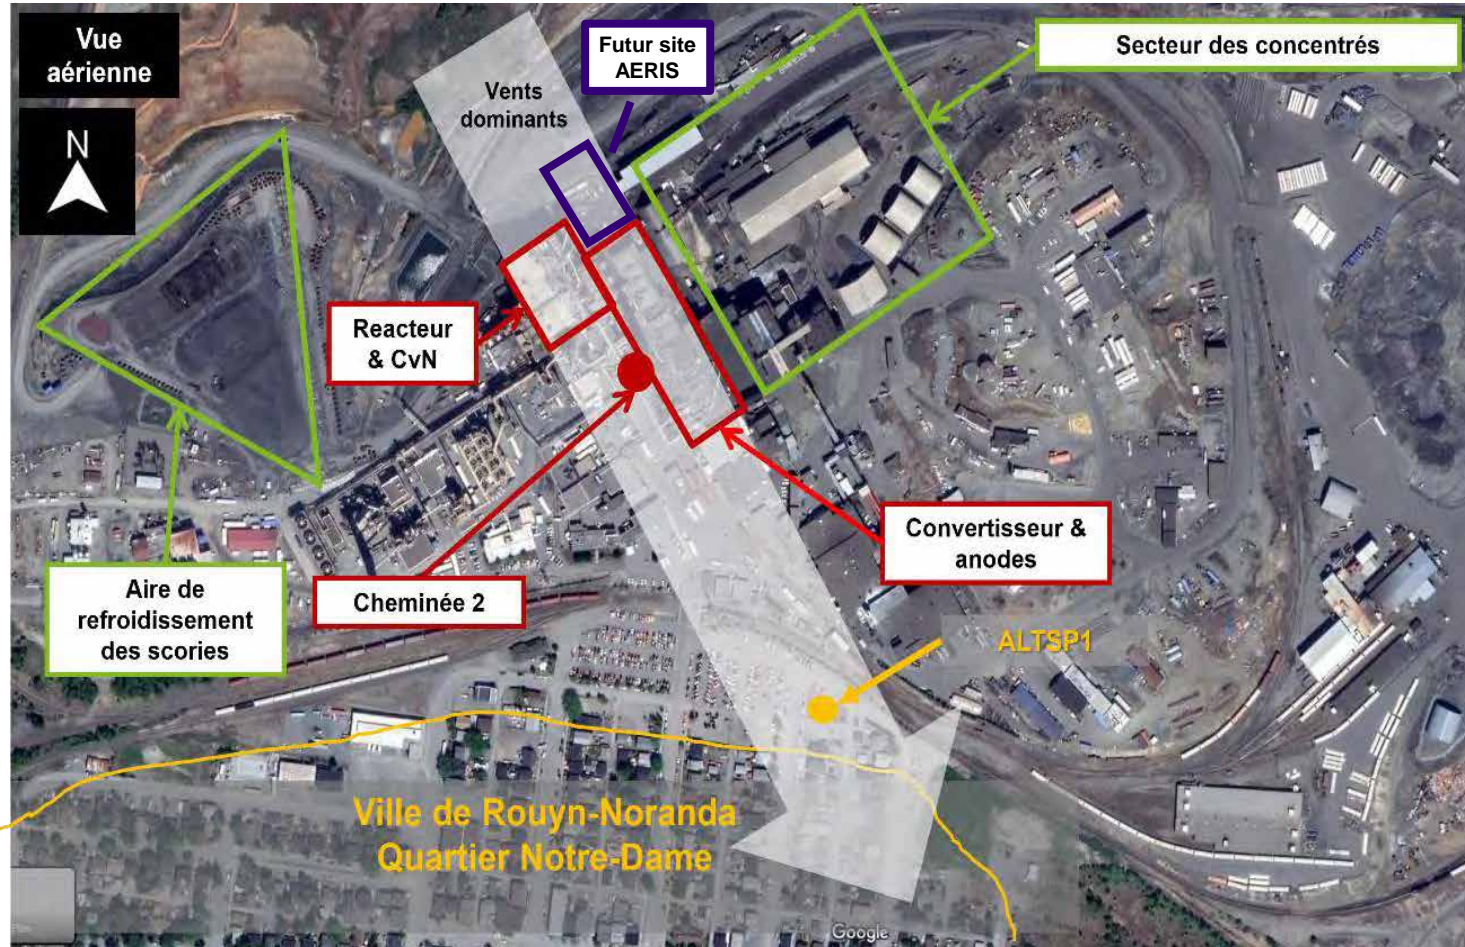 Vue
aérienne
N
Vents
dominants
Futur site
AERIS
Secteur des concentrés
Reacteur
& CvN
Convertisseur &
anodes
Cheminée 2
Aire de
refroidissement
des scories
ALTSP1
Ville de Rouyn-Noranda
Quartier Notre-Dame
Google